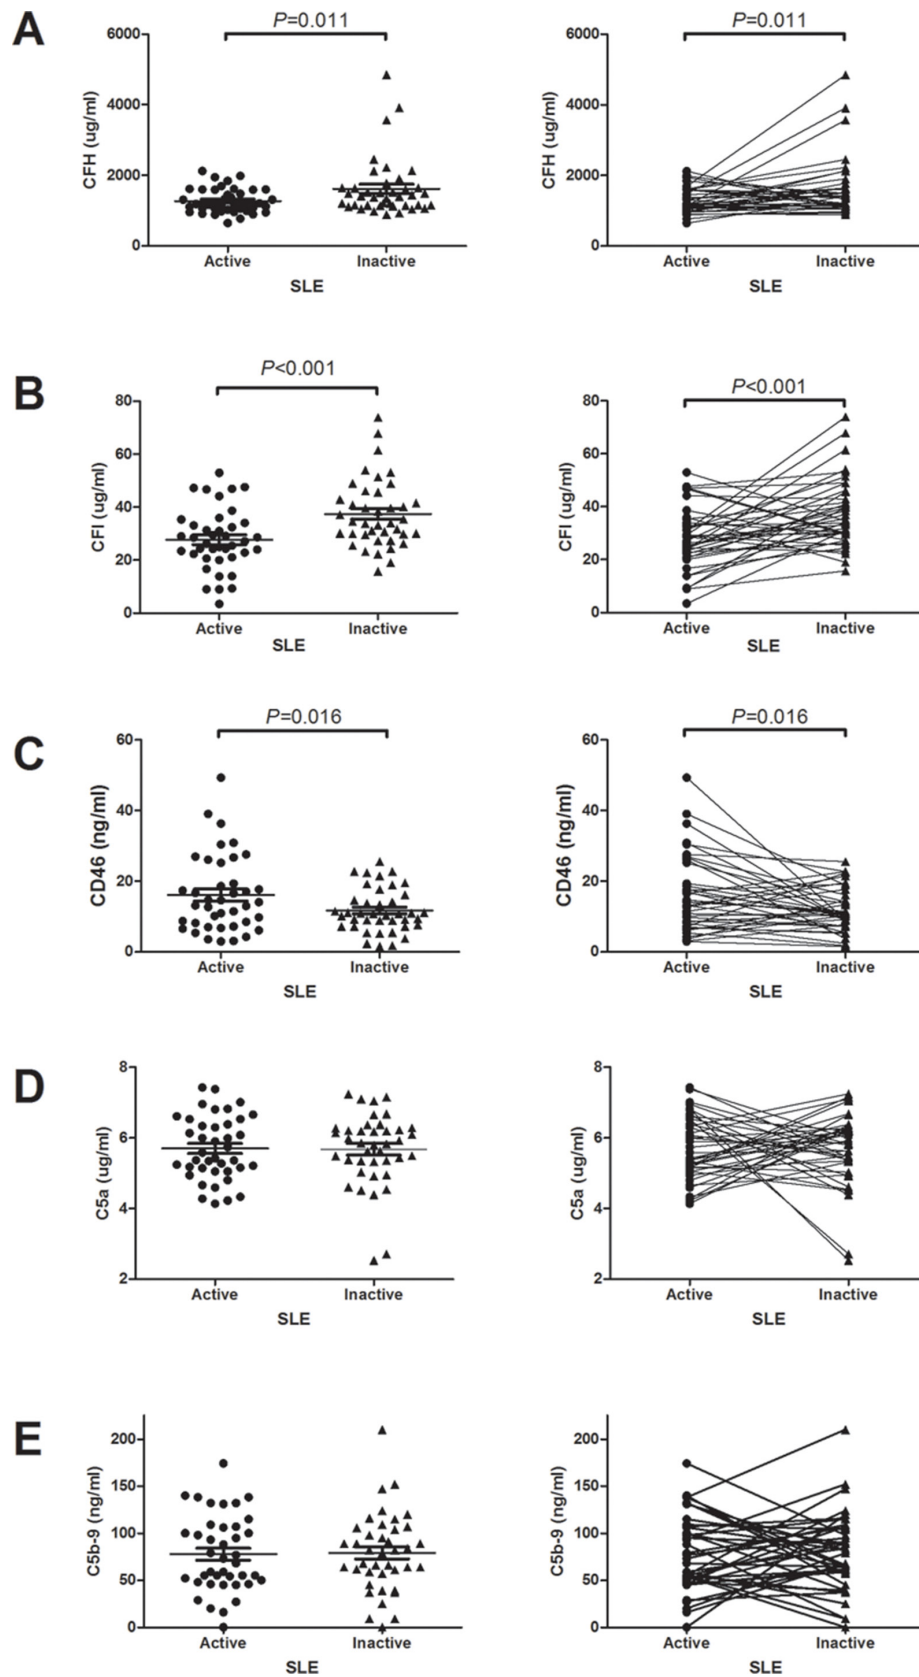 A
P=0.011
P=0.011
6000
4000
2000
0
CFH (ug/ml)
Active
Inactive
SLE
6000
4000
2000
0
CFH (ug/ml)
Active
Inactive
SLE
B
P<0.001
P<0.001
80
60
40
20
0
CFI (ug/ml)
Active
Inactive
SLE
80
60
40
20
0
CFI (ug/ml)
Active
Inactive
SLE
C
P=0.016
P=0.016
60
40
20
0
CD46 (ng/ml)
Active
Inactive
SLE
60
40
20
0
CD46 (ng/ml)
Active
Inactive
SLE
D
8
6
4
2
C5a (ug/ml)
Active
Inactive
SLE
8
6
4
2
C5a (ug/ml)
Active
Inactive
SLE
E
200
150
100
50
0
C5b-9 (ng/ml)
Active
Inactive
SLE
200
150
100
50
0
C5b-9 (ng/ml)
Active
Inactive
SLE